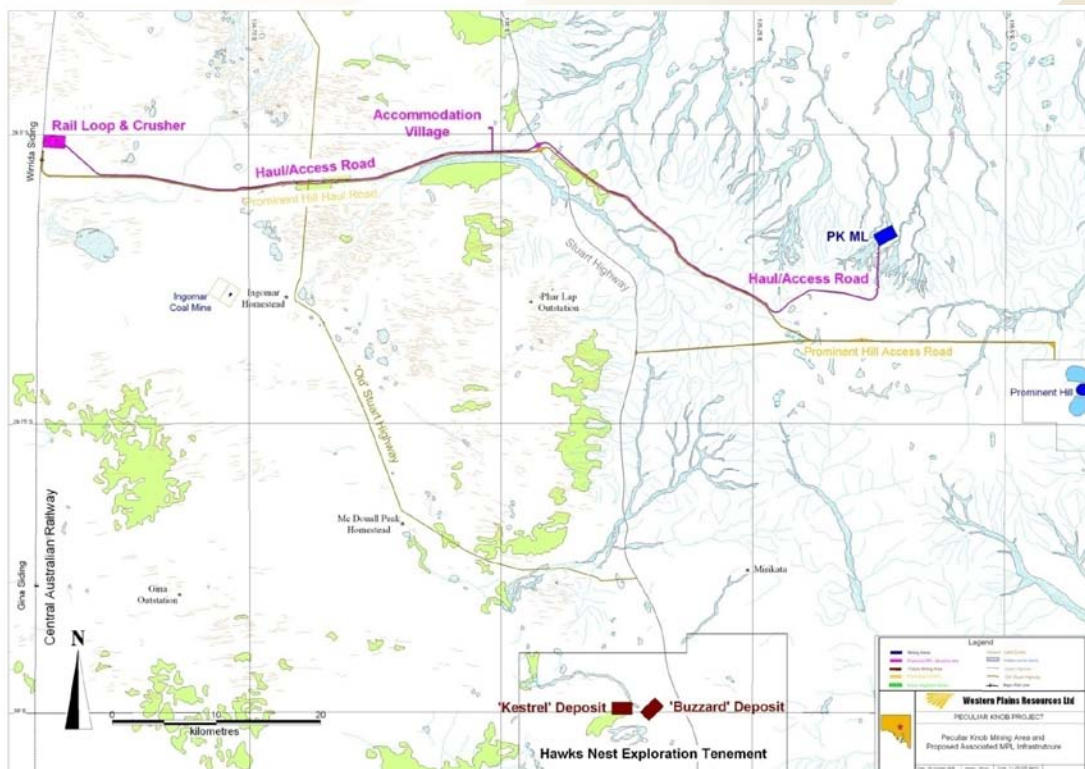 Rail Loop & Crusher
Accommodation
Village
Wirrida Siding
Haul/Access Road
Prominent Hill Haul Road
PK ML
Stuart Highway
Haul/Access Road
Ingomar
Coal Mine
Ingomar
Homestead
Phar Lap
Outstation
Prominent Hill Access Road
Prominent Hill
'Old' Stuart Highway
Mc Douall Peak
Homestead
Mirikata
Gina Siding
Central Australian Railway
Gina
Outstation
N
0 10 20
kilometres
'Kestrel' Deposit
'Buzzard' Deposit
Hawks Nest Exploration Tenement
Legend
Western Plains Resources Ltd
PECULIAR KNOB PROJECT
Peculiar Knob Mining Area and
Proposed Associated MPL Infrastructure